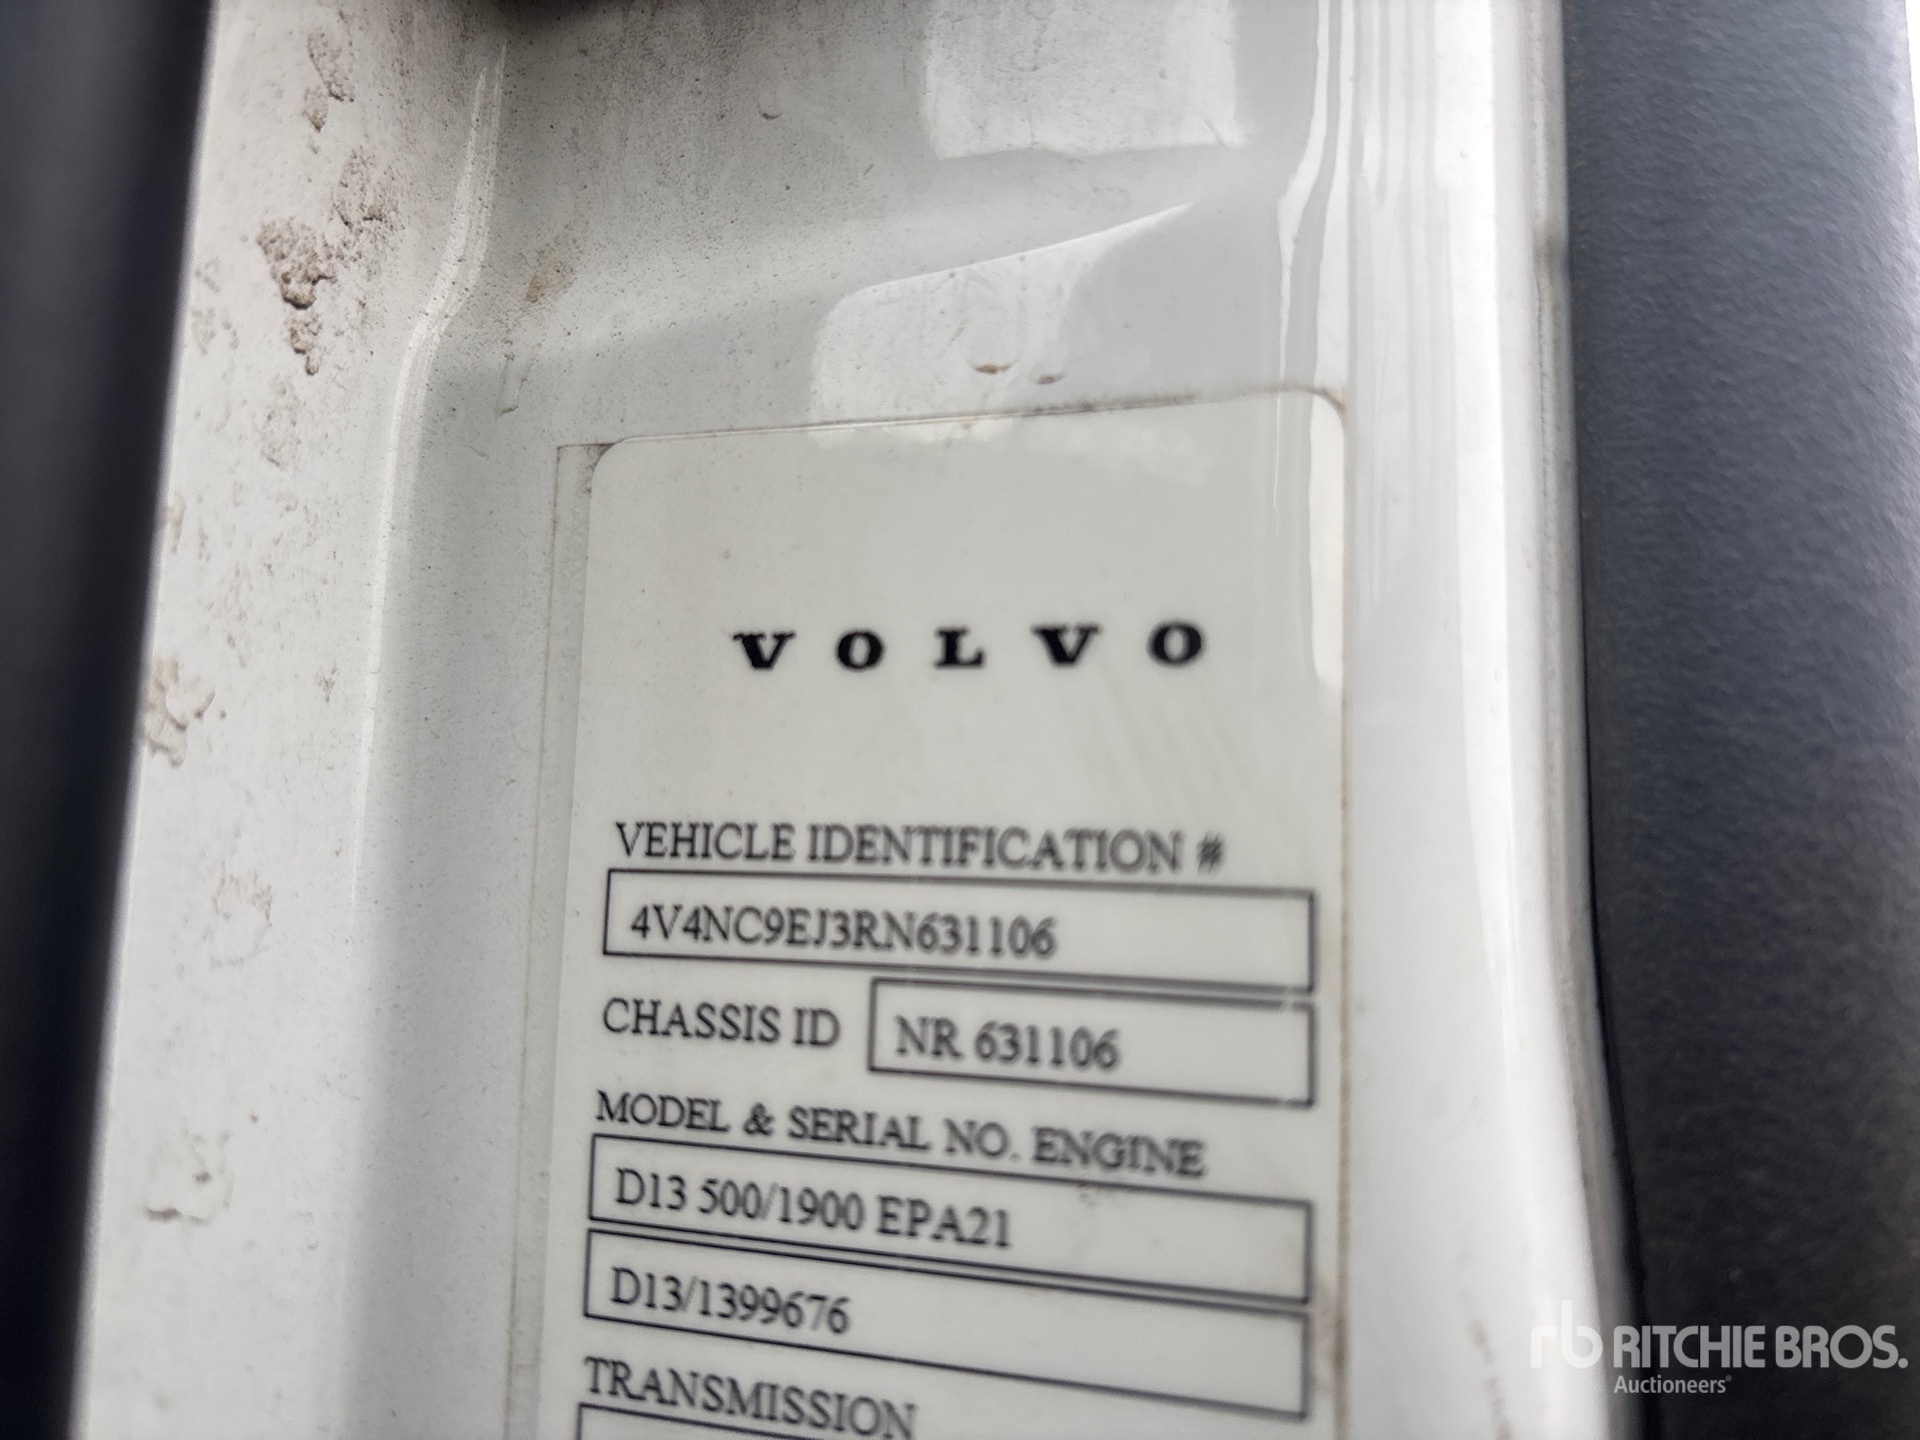 VOLVO
VEHICLE IDENTIFICATION #
4V4NC9EJ3RN631106
CHASSIS ID NR 631106
MODEL & SERIAL NO. ENGINE
D13 500/1900 EPA21
D13/1399676
TRANSMISSION
rb RITCHIE BROS.
Auctioneers®